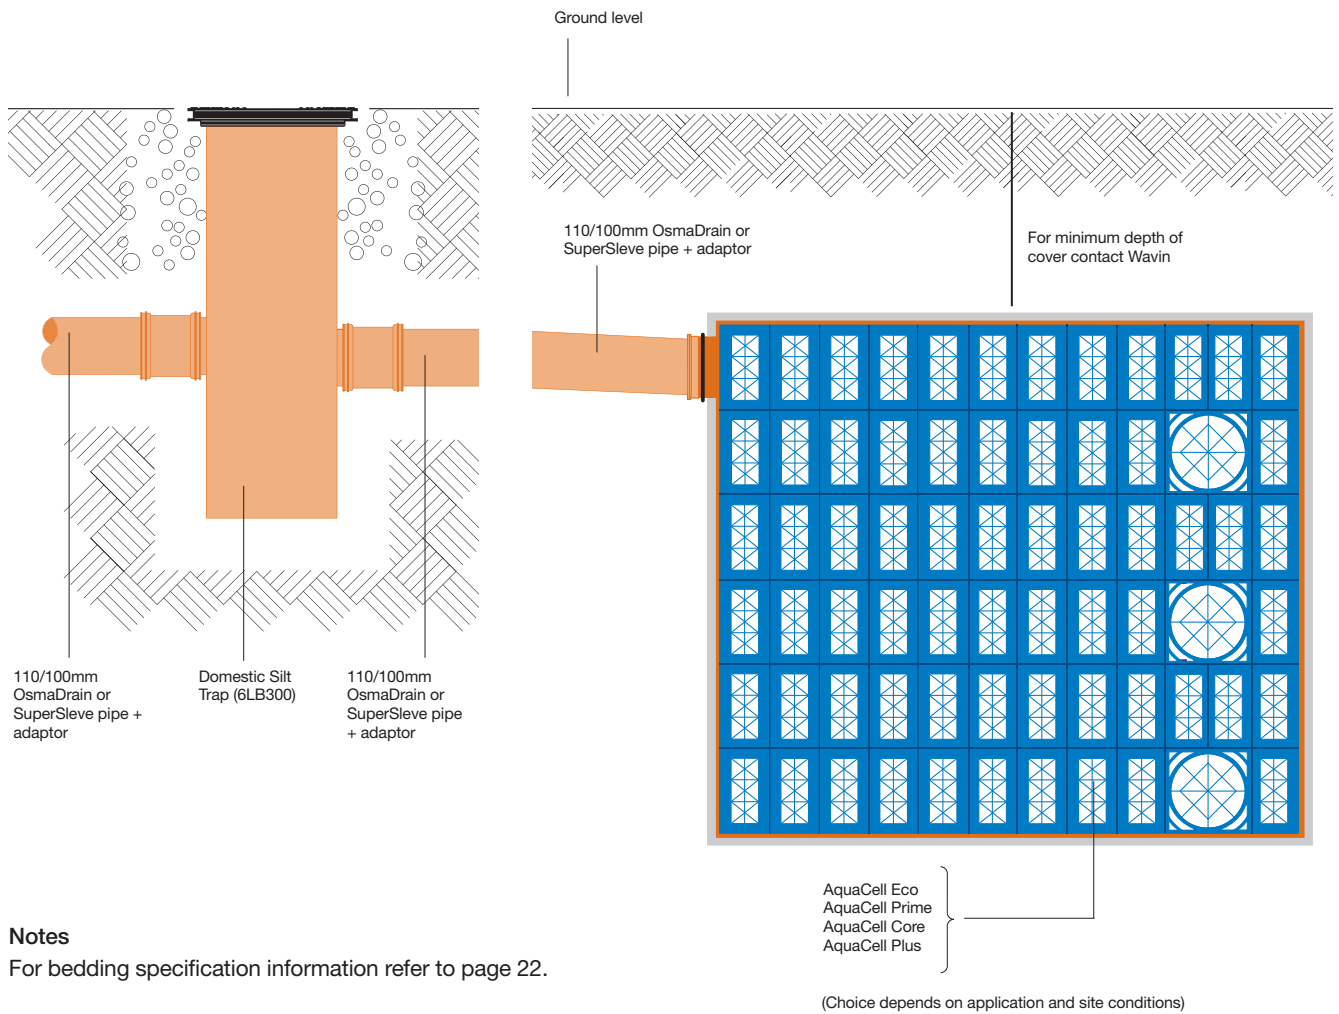 Ground level
110/100mm OsmaDrain or
SuperSleve pipe + adaptor
For minimum depth of
cover contact Wavin
110/100mm
OsmaDrain or
SuperSleve pipe +
adaptor
Domestic Silt
Trap (6LB300)
110/100mm
OsmaDrain or
SuperSleve pipe
+ adaptor
AquaCell Eco
AquaCell Prime
AquaCell Core
AquaCell Plus
(Choice depends on application and site conditions)
Notes
For bedding specification information refer to page 22.